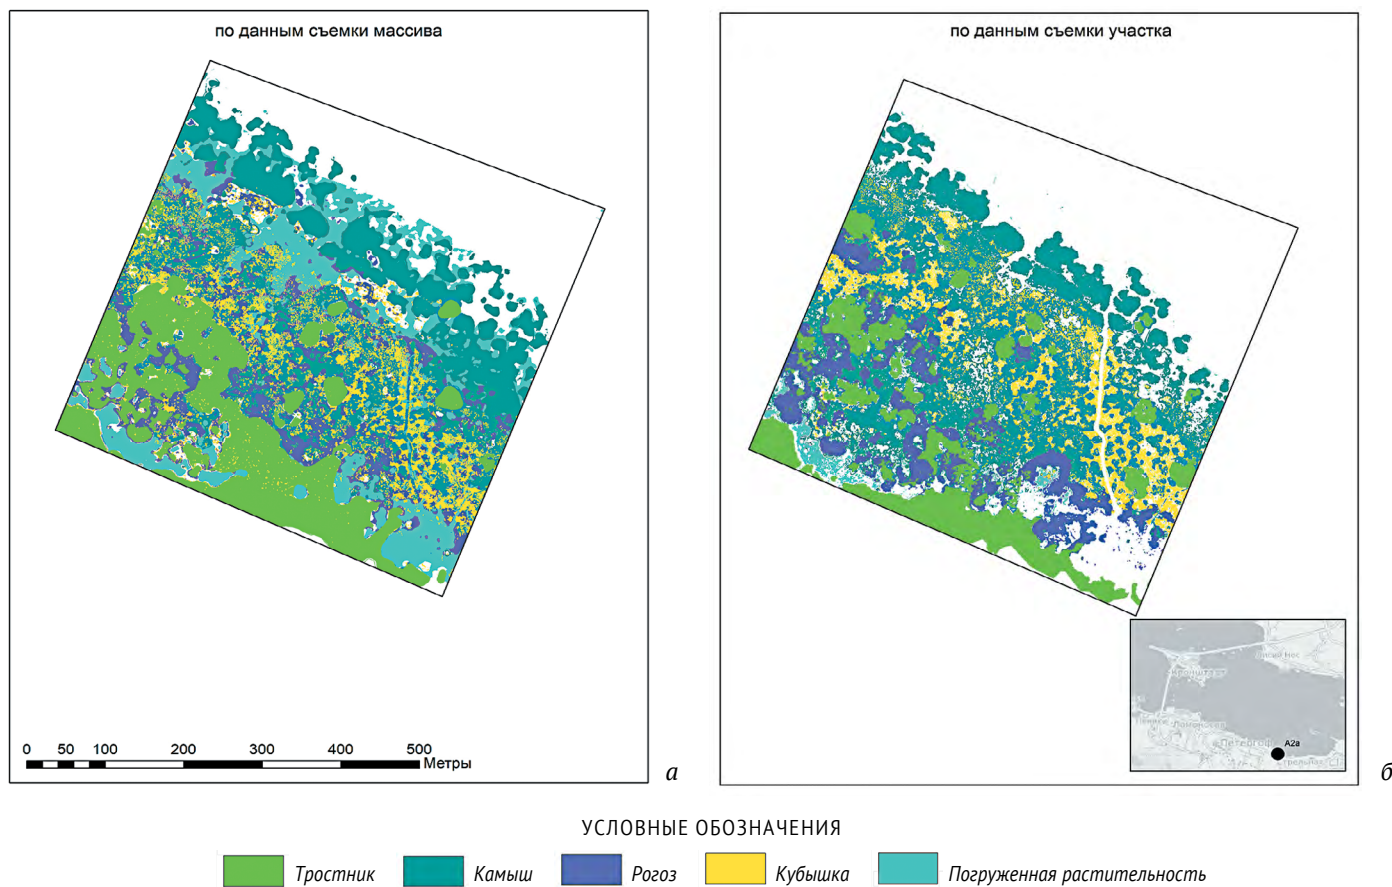 по данным съемки массива
по данным съемки участка
0 50 100 200 300 400 500
Метры
а
Кронштадт
A2a
б
УСЛОВНЫЕ ОБОЗНАЧЕНИЯ
Тростник Камыш Рогоз Кубышка Погруженная растительность